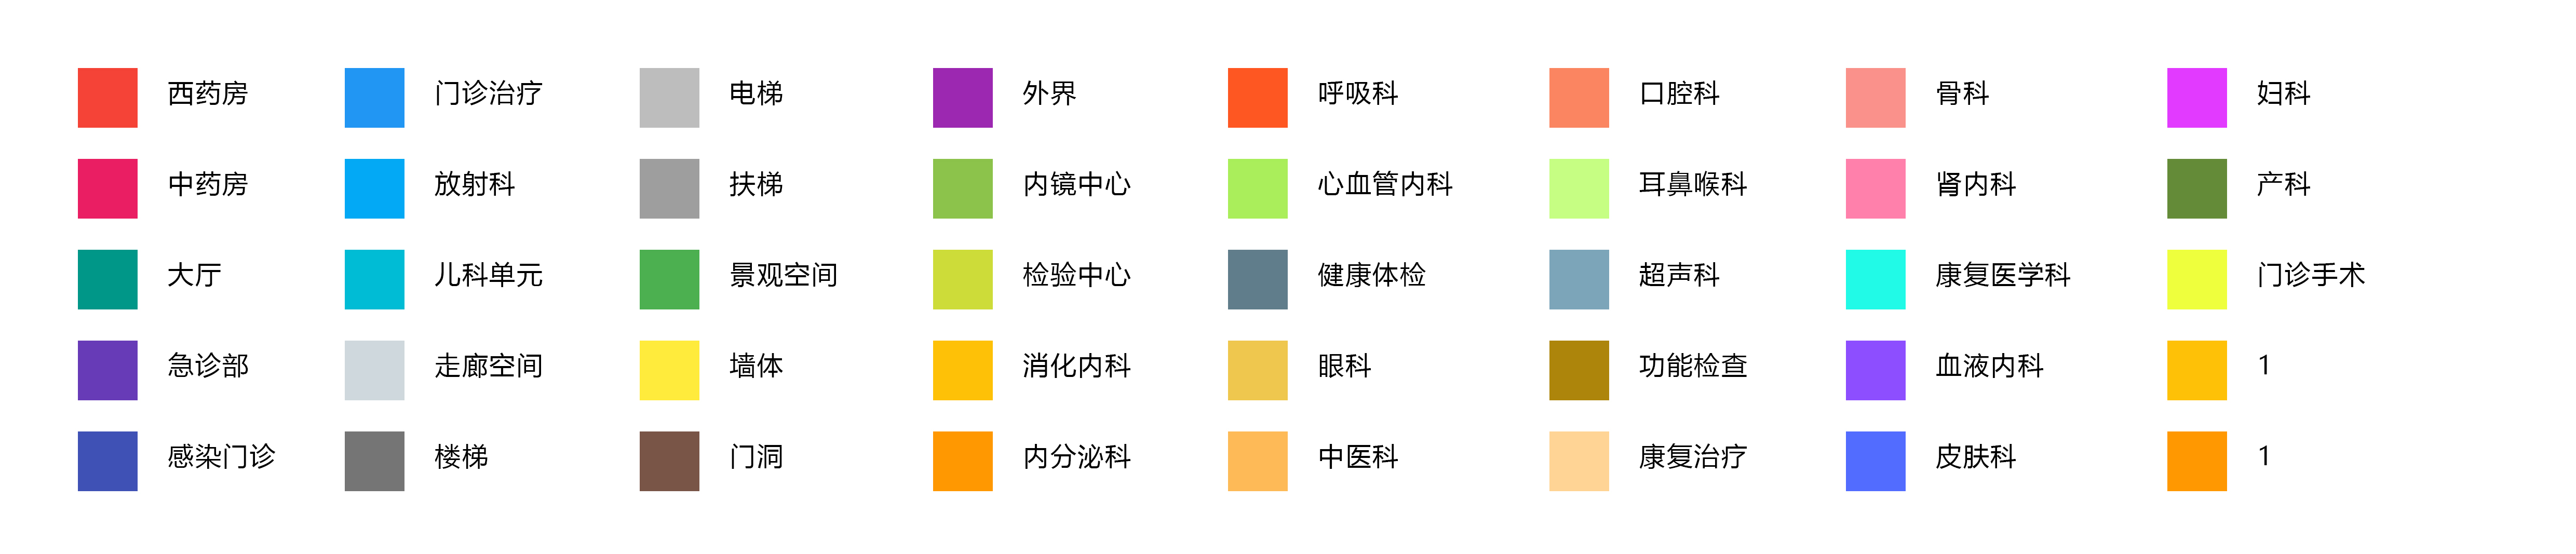 西药房 门诊治疗 电梯 外界 呼吸科 口腔科 骨科 妇科
中药房 放射科 扶梯 内镜中心 心血管内科 耳鼻喉科 肾内科 产科
大厅 儿科单元 景观空间 检验中心 健康体检 超声科 康复医学科 门诊手术
急诊部 走廊空间 墙体 消化内科 眼科 功能检查 血液内科 1
感染门诊 楼梯 门洞 内分泌科 中医科 康复治疗 皮肤科 1